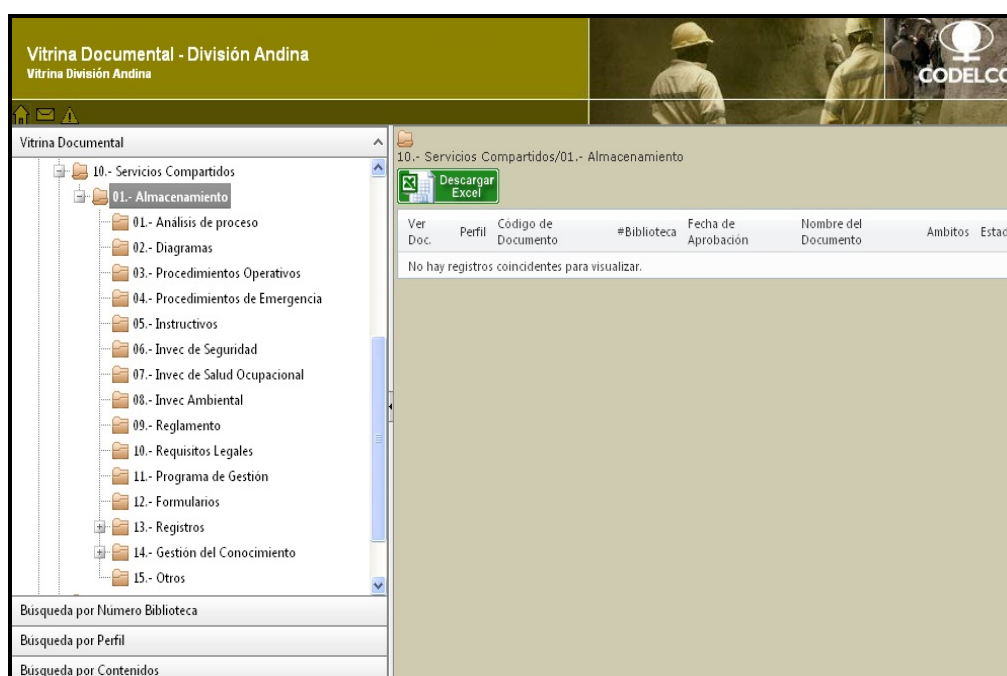 Vitrina Documental - División Andina
Vitrina División Andina
CODELCO
Vitrina Documental
10.- Servicios Compartidos
01.- Almacenamiento
01.- Análisis de proceso
02.- Diagramas
03.- Procedimientos Operativos
04.- Procedimientos de Emergencia
05.- Instructivos
06.- Invec de Seguridad
07.- Invec de Salud Ocupacional
08.- Invec Ambiental
09.- Reglamento
10.- Requisitos Legales
11.- Programa de Gestión
12.- Formularios
13.- Registros
14.- Gestión del Conocimiento
15.- Otros
Búsqueda por Número Biblioteca
Búsqueda por Perfil
Búsqueda por Contenidos
10.- Servicios Compartidos/01.- Almacenamiento
Descargar
Excel
Ver Doc. Perfil Código de Documento #Biblioteca Fecha de Aprobación Nombre del Documento Ambitos Estad
No hay registros coincidentes para visualizar.